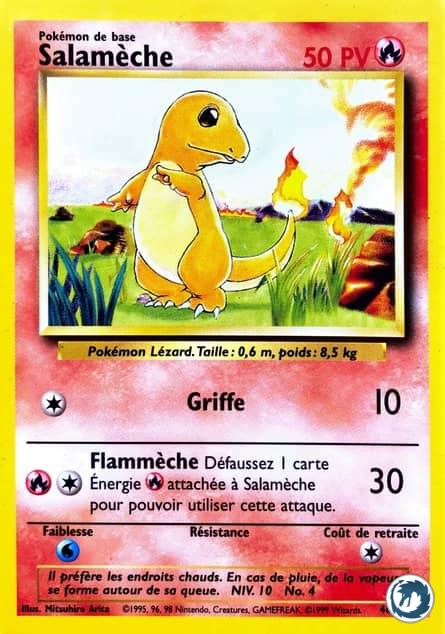 Pokémon de base
Salamèche 50 PV
Pokémon Lézard. Taille : 0,6 m, poids : 8,5 kg
Griffe 10
Flammèche Défaussez 1 carte
Énergie attachée à Salamèche
pour pouvoir utiliser cette attaque.
30
Faiblesse Résistance Coût de retraite
Il préfère les endroits chauds. En cas de pluie, de la vapeur
se forme autour de sa queue. NIV. 10 No. 4
Illus. Mitsuhiro Arita ©1995, 96, 98 Nintendo, Creatures, GAMEFREAK. ©1999 Wizards.